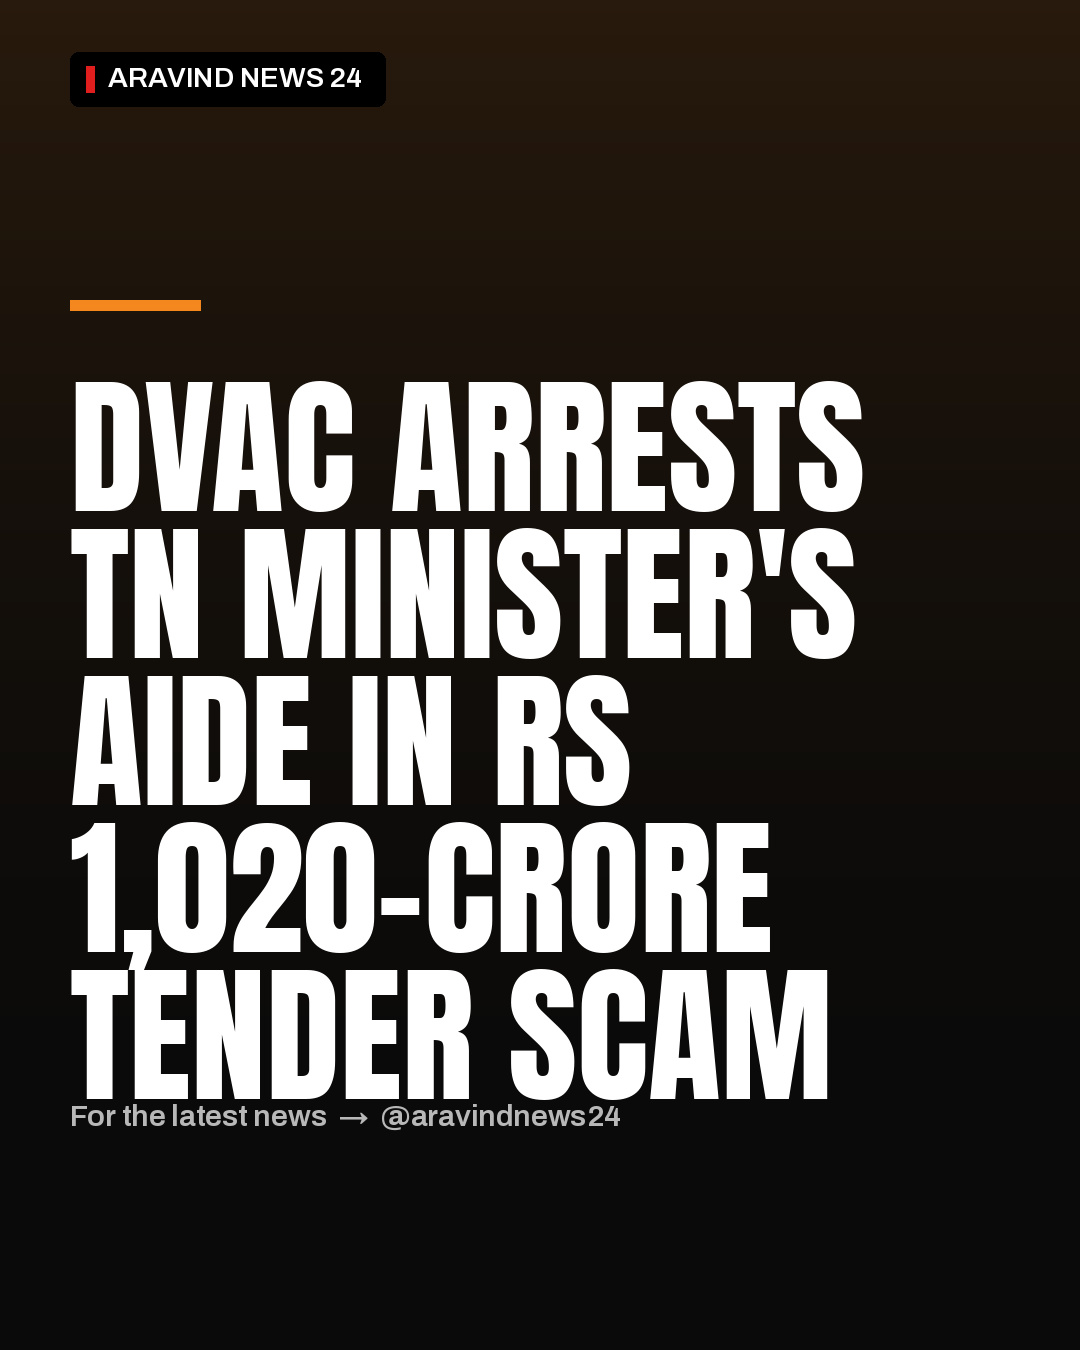 ARAVIND NEWS 24
DVAC ARRESTS
TN MINISTER'S
AIDE IN RS
1,020-CRORE
TENDER SCAM
For the latest news → @aravindnews24